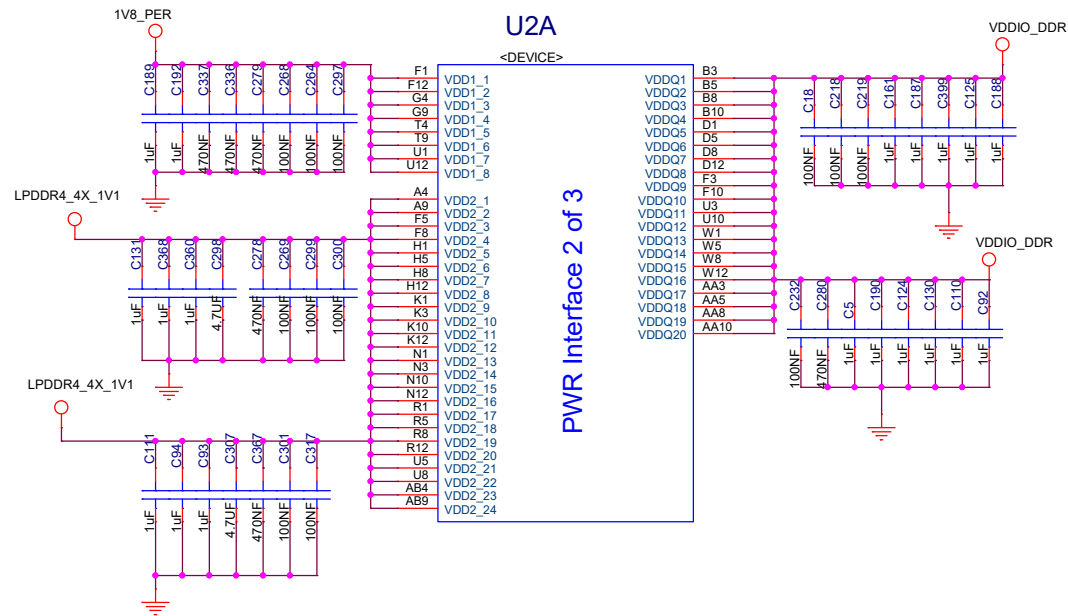 U2A
<DEVICE>
PWR Interface 2 of 3
1V8_PER
C189 C192 C337 C336 C279 C268 C264 C297
1uF 1uF 470NF 470NF 470NF 100NF 100NF 100NF
F1 VDD1_1
F12 VDD1_2
G4 VDD1_3
G9 VDD1_4
T4 VDD1_5
T9 VDD1_6
U1 VDD1_7
U12 VDD1_8
LPDDR4_4X_1V1
C131 C368 C360 C298 C278 C269 C299 C300
1uF 1uF 1uF 4.7UF 470NF 100NF 100NF 100NF
A4 VDD2_1
A9 VDD2_2
F5 VDD2_3
F8 VDD2_4
H1 VDD2_5
H5 VDD2_6
H8 VDD2_7
H12 VDD2_8
K1 VDD2_9
K3 VDD2_10
K10 VDD2_11
K12 VDD2_12
N1 VDD2_13
N3 VDD2_14
N10 VDD2_15
N12 VDD2_16
R1 VDD2_17
R5 VDD2_18
R8 VDD2_19
R12 VDD2_20
U5 VDD2_21
U8 VDD2_22
AB4 VDD2_23
AB9 VDD2_24
LPDDR4_4X_1V1
C111 C94 C93 C307 C367 C301 C317
1uF 1uF 1uF 4.7UF 470NF 100NF 100NF
VDDQ1 B3
VDDQ2 B5
VDDQ3 B8
VDDQ4 B10
VDDQ5 D1
VDDQ6 D5
VDDQ7 D8
VDDQ8 D12
VDDQ9 F3
VDDQ10 F10
VDDQ11 U3
VDDQ12 U10
VDDQ13 W1
VDDQ14 W5
VDDQ15 W8
VDDQ16 W12
VDDQ17 AA3
VDDQ18 AA5
VDDQ19 AA8
VDDQ20 AA10
VDDIO_DDR
C18 C218 C219 C161 C187 C399 C125 C188
100NF 100NF 100NF 1uF 1uF 1uF 1uF 1uF
VDDIO_DDR
C232 C280 C5 C190 C124 C130 C110 C92
100NF 470NF 1uF 1uF 1uF 1uF 1uF 1uF